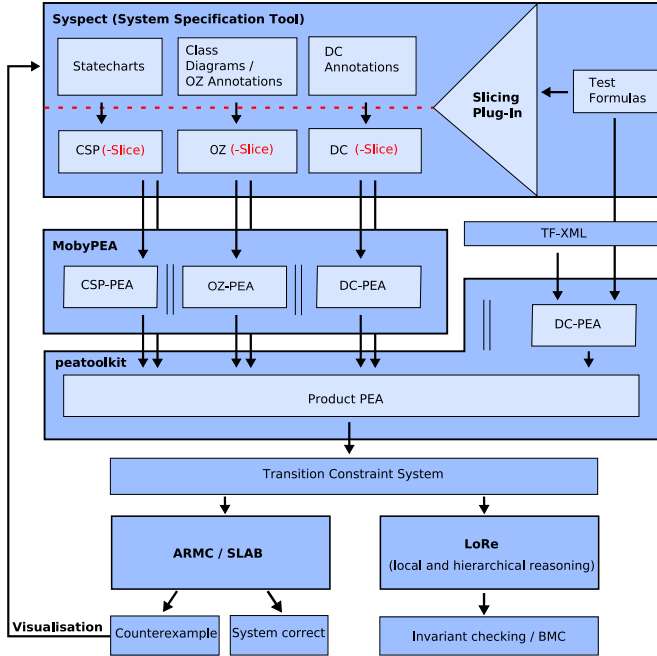 Syspect (System Specification Tool)
Statecharts
Class
Diagrams /
OZ Annotations
DC
Annotations
Slicing
Plug-In
Test
Formulas
CSP (-Slice)
OZ (-Slice)
DC (-Slice)
MobyPEA
TF-XML
CSP-PEA
OZ-PEA
DC-PEA
DC-PEA
peatoolkit
Product PEA
Transition Constraint System
ARMC / SLAB
LoRe
(local and hierarchical reasoning)
Visualisation
Counterexample
System correct
Invariant checking / BMC